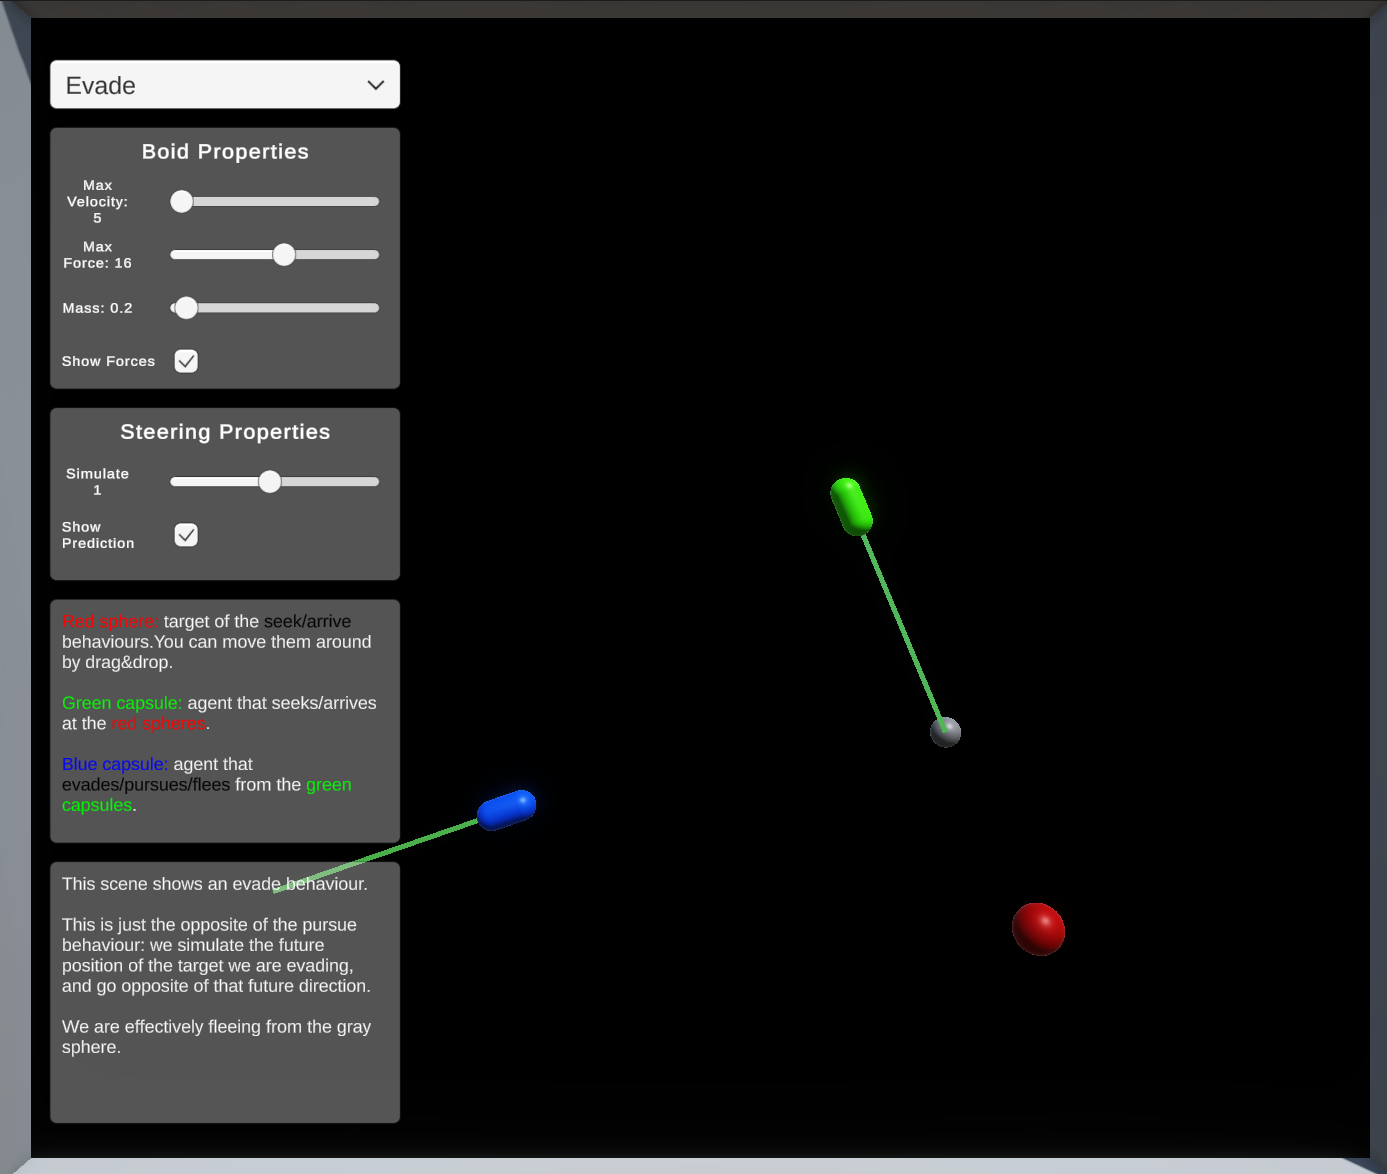 Evade
Boid Properties
Max
Velocity:
5
Max
Force: 16
Mass: 0.2
Show Forces
Steering Properties
Simulate
1
Show
Prediction
Red sphere: target of the seek/arrive
behaviours.You can move them around
by drag&drop.
Green capsule: agent that seeks/arrives
at the red spheres.
Blue capsule: agent that
evades/pursues/flees from the green
capsules.
This scene shows an evade behaviour.
This is just the opposite of the pursue
behaviour: we simulate the future
position of the target we are evading,
and go opposite of that future direction.
We are effectively fleeing from the gray
sphere.